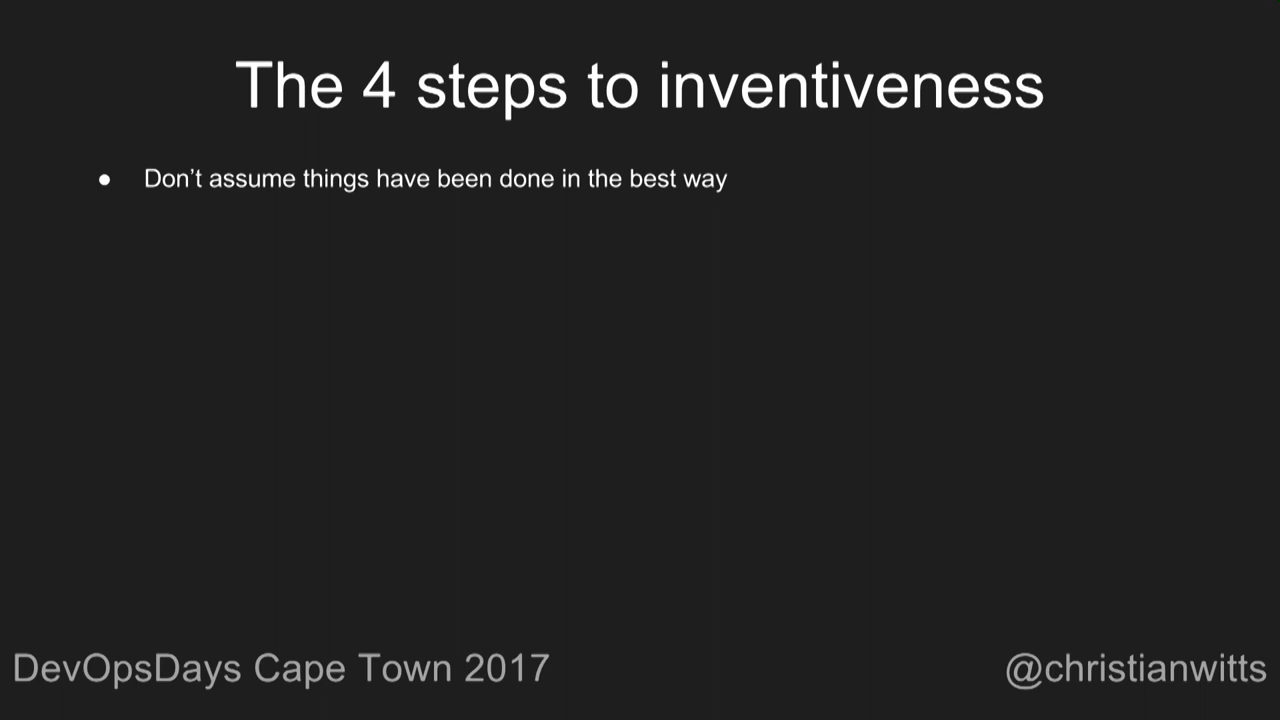 The 4 steps to inventiveness
● Don’t assume things have been done in the best way
DevOpsDays Cape Town 2017
@christianwitts